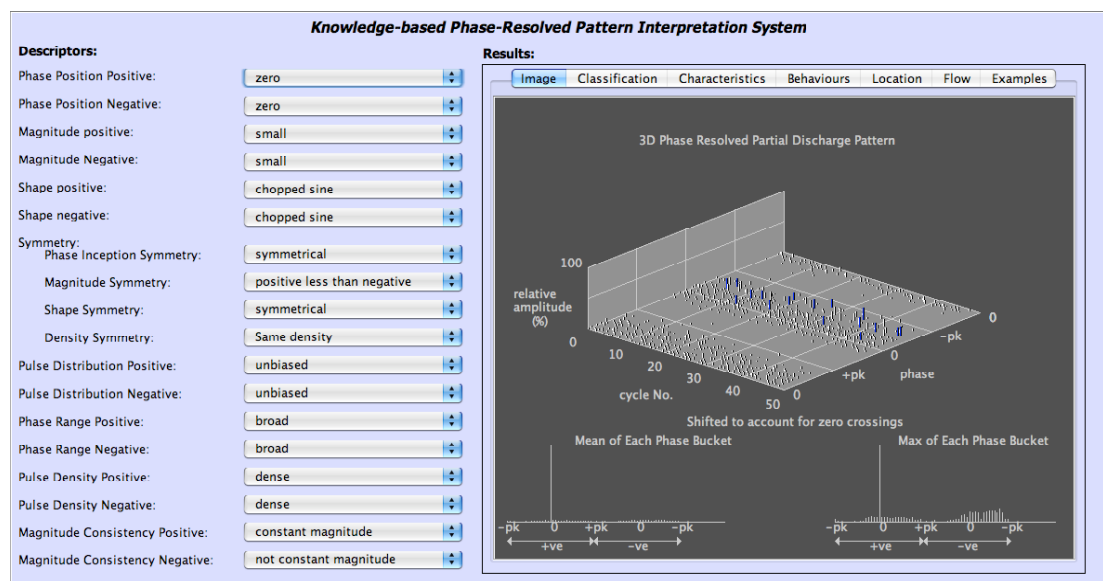 Knowledge-based Phase-Resolved Pattern Interpretation System
Descriptors:
Phase Position Positive: zero
Phase Position Negative: zero
Magnitude positive: small
Magnitude Negative: small
Shape positive: chopped sine
Shape negative: chopped sine
Symmetry:
Phase Inception Symmetry: symmetrical
Magnitude Symmetry: positive less than negative
Shape Symmetry: symmetrical
Density Symmetry: Same density
Pulse Distribution Positive: unbiased
Pulse Distribution Negative: unbiased
Phase Range Positive: broad
Phase Range Negative: broad
Pulse Density Positive: dense
Pulse Density Negative: dense
Magnitude Consistency Positive: constant magnitude
Magnitude Consistency Negative: not constant magnitude
Results:
Image Classification Characteristics Behaviours Location Flow Examples
3D Phase Resolved Partial Discharge Pattern
100
relative
amplitude
(%)
0
0 10 20 30 40 50
cycle No.
0 +pk 0 -pk 0
phase
Shifted to account for zero crossings
Mean of Each Phase Bucket Max of Each Phase Bucket
-pk 0 +pk 0 -pk -pk 0 +pk 0 -pk
+ve -ve +ve -ve